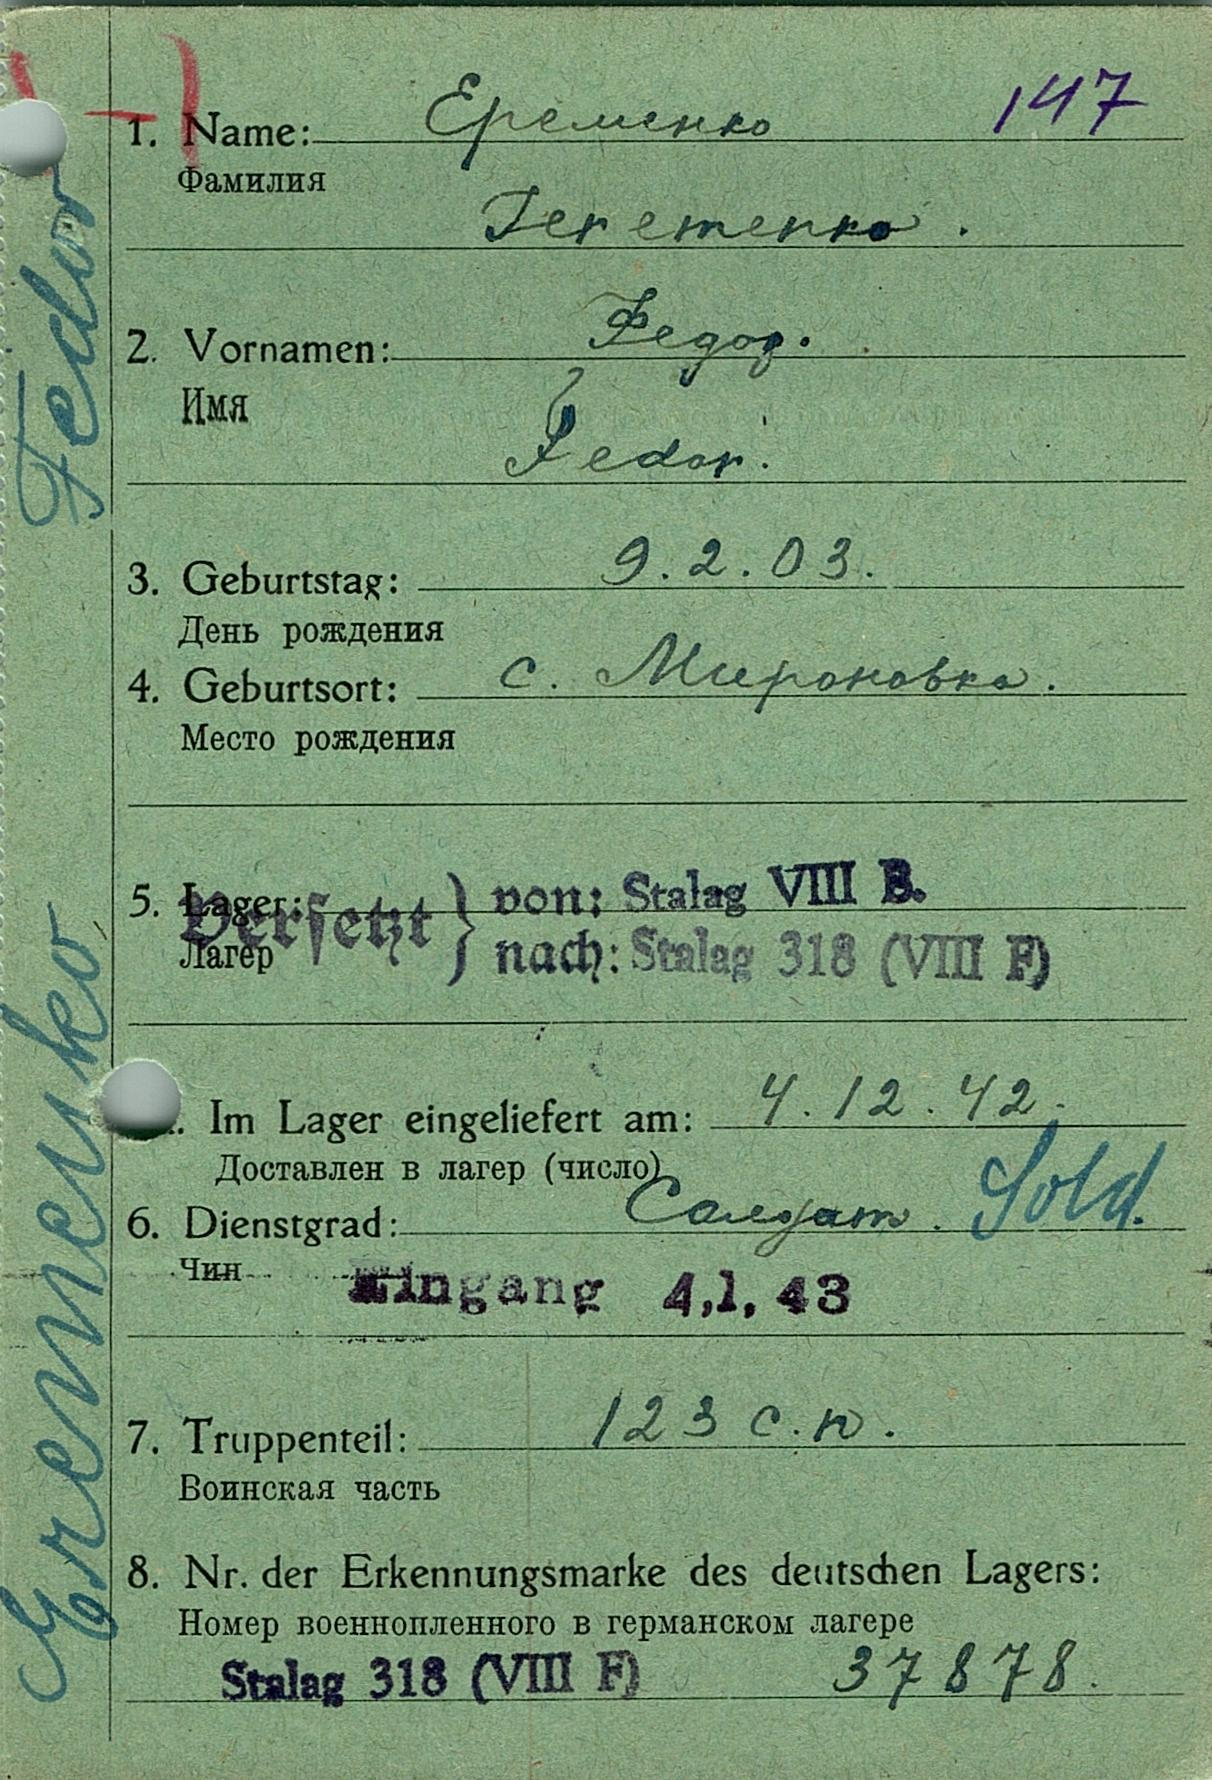 147
1. Name: Еременко
Фамилия
Jeremenko.
2. Vornamen: Федор.
Имя
Fedor.
3. Geburtstag: 9.2.03.
День рождения
4. Geburtsort: с. Мироновка.
Место рождения
5. Lager:
Лагер
Versetzt } von: Stalag VIII B.
nach: Stalag 318 (VIII F)
Im Lager eingeliefert am: 4.12.42.
Доставлен в лагер (число)
6. Dienstgrad: Салдат. Sold.
Чин
Eingang 4.1.43
7. Truppenteil: 123 с.п.
Воинская часть
8. Nr. der Erkennungsmarke des deutschen Lagers:
Номер военнопленного в германском лагере
Stalag 318 (VIII F) 37878.
Eremenko Fedor